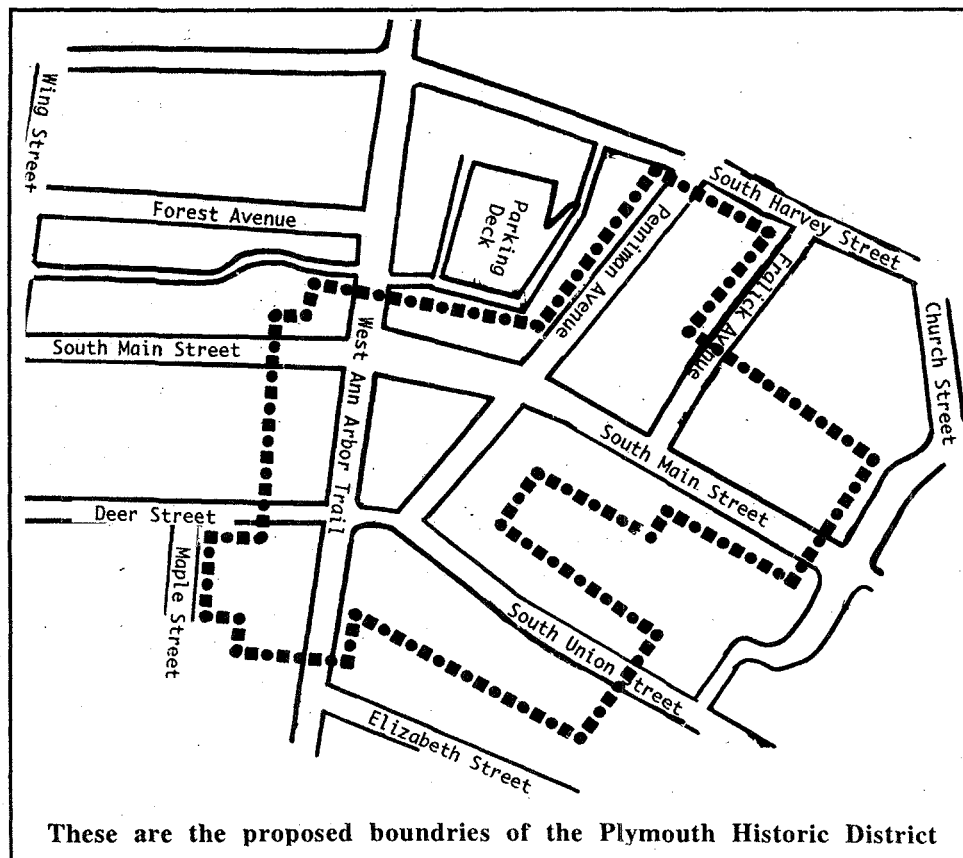 Wing Street
Forest Avenue
Parking
Deck
Penniman Avenue
South Harvey Street
Fralick Avenue
Church Street
South Main Street
West Ann Arbor Trail
South Main Street
Deer Street
Maple Street
South Union Street
Elizabeth Street
These are the proposed boundries of the Plymouth Historic District